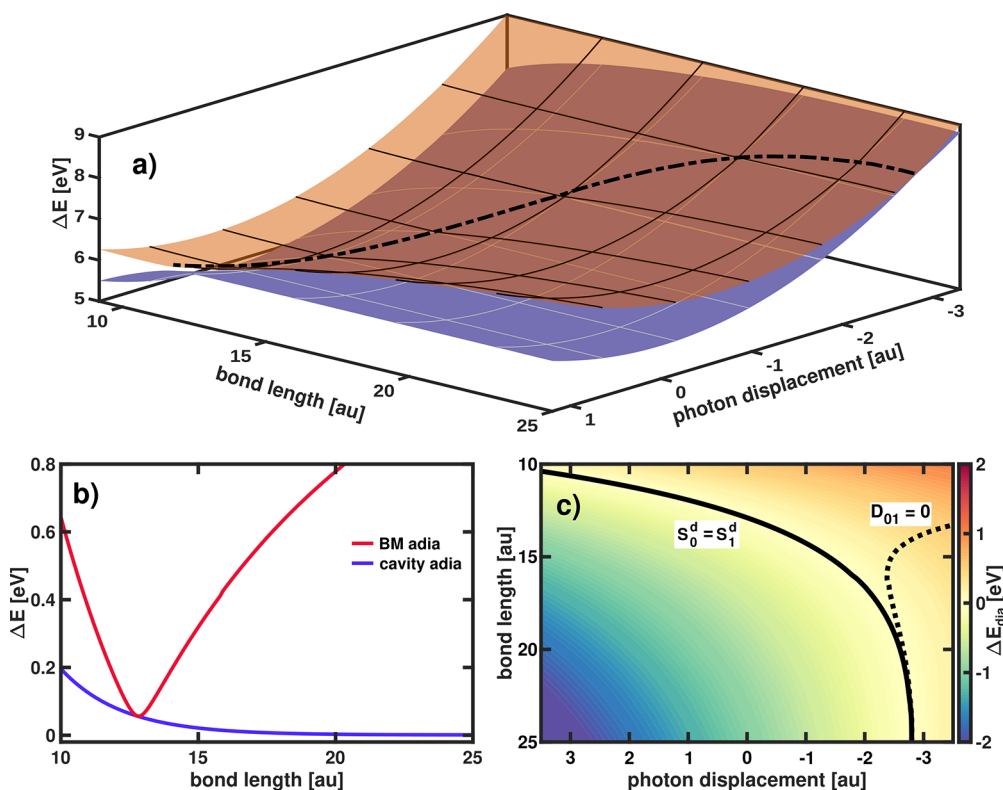 a)
ΔE [eV]
9
8
7
6
5
10
15
20
25
bond length [au]
1
0
-1
-2
-3
photon displacement [au]
b)
ΔE [eV]
0.8
0.6
0.4
0.2
0
10
15
20
25
bond length [au]
BM adia
cavity adia
c)
bond length [au]
10
15
20
25
3
2
1
0
-1
-2
-3
photon displacement [au]
S₀ᵈ = S₁ᵈ
D₀₁ = 0
2
1
0
-1
-2
ΔE_dia [eV]